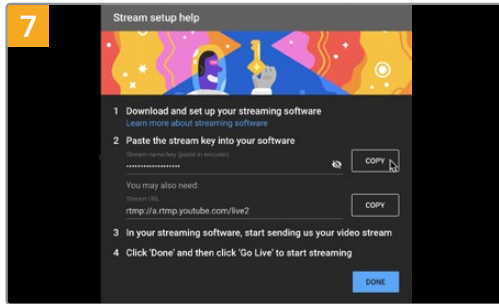 7
Stream setup help
1 Download and set up your streaming software
Learn more about streaming software
2 Paste the stream key into your software
Stream name/key (paste in encoder)
••••••••••••••••••••
COPY
You may also need:
Stream URL
rtmp://a.rtmp.youtube.com/live2
COPY
3 In your streaming software, start sending us your video stream
4 Click 'Done' and then click 'Go Live' to start streaming
DONE